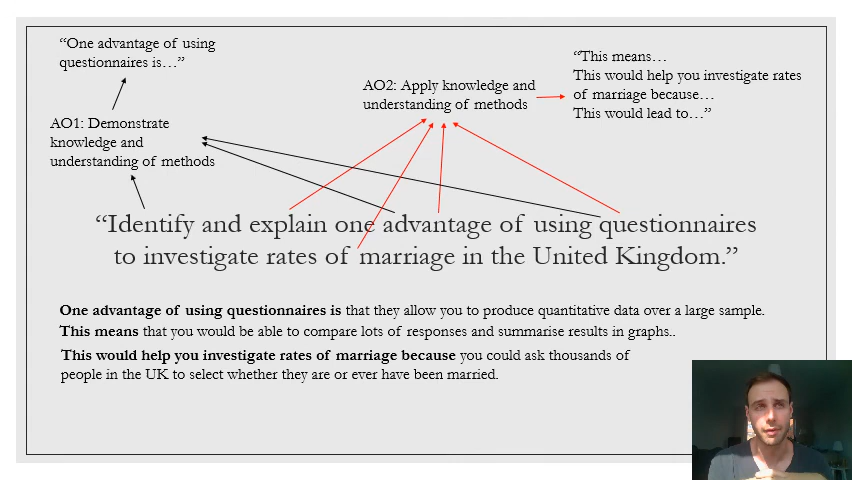 “One advantage of using
questionnaires is…”
AO1: Demonstrate
knowledge and
understanding of methods
AO2: Apply knowledge and
understanding of methods
“This means…
This would help you investigate rates
of marriage because…
This would lead to…”
“Identify and explain one advantage of using questionnaires
to investigate rates of marriage in the United Kingdom.”
One advantage of using questionnaires is that they allow you to produce quantitative data over a large sample.
This means that you would be able to compare lots of responses and summarise results in graphs..
This would help you investigate rates of marriage because you could ask thousands of
people in the UK to select whether they are or ever have been married.